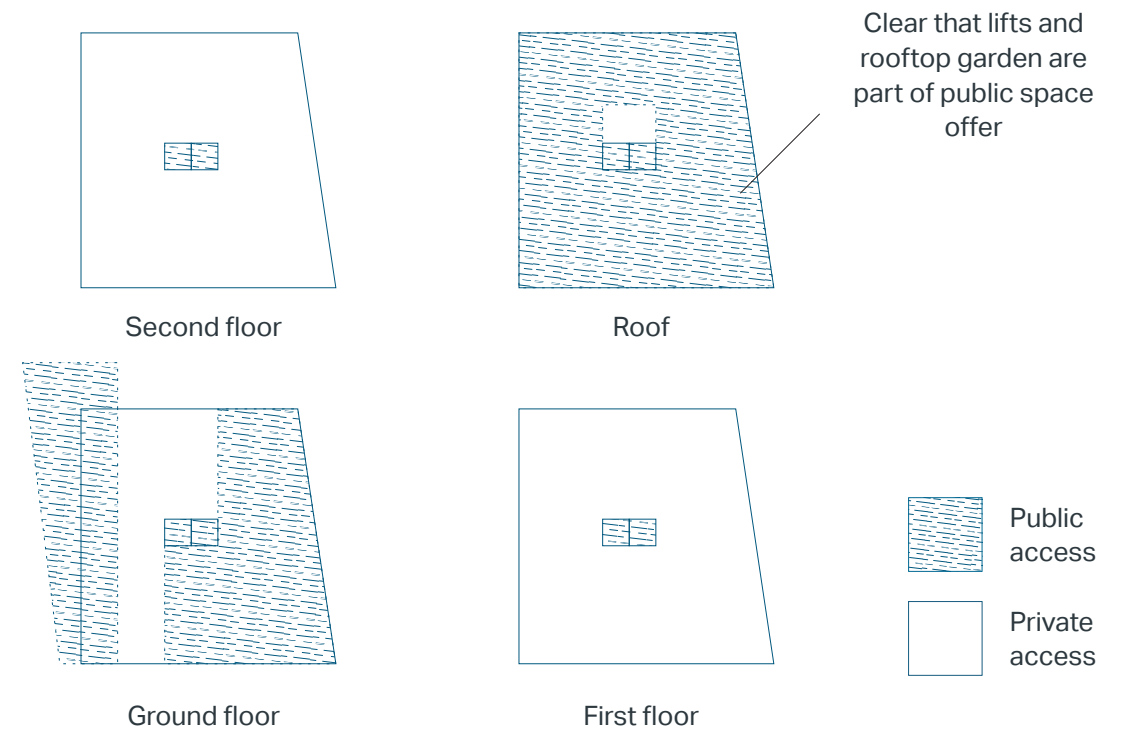 Clear that lifts and
rooftop garden are
part of public space
offer
Second floor
Roof
Ground floor
First floor
Public
access
Private
access